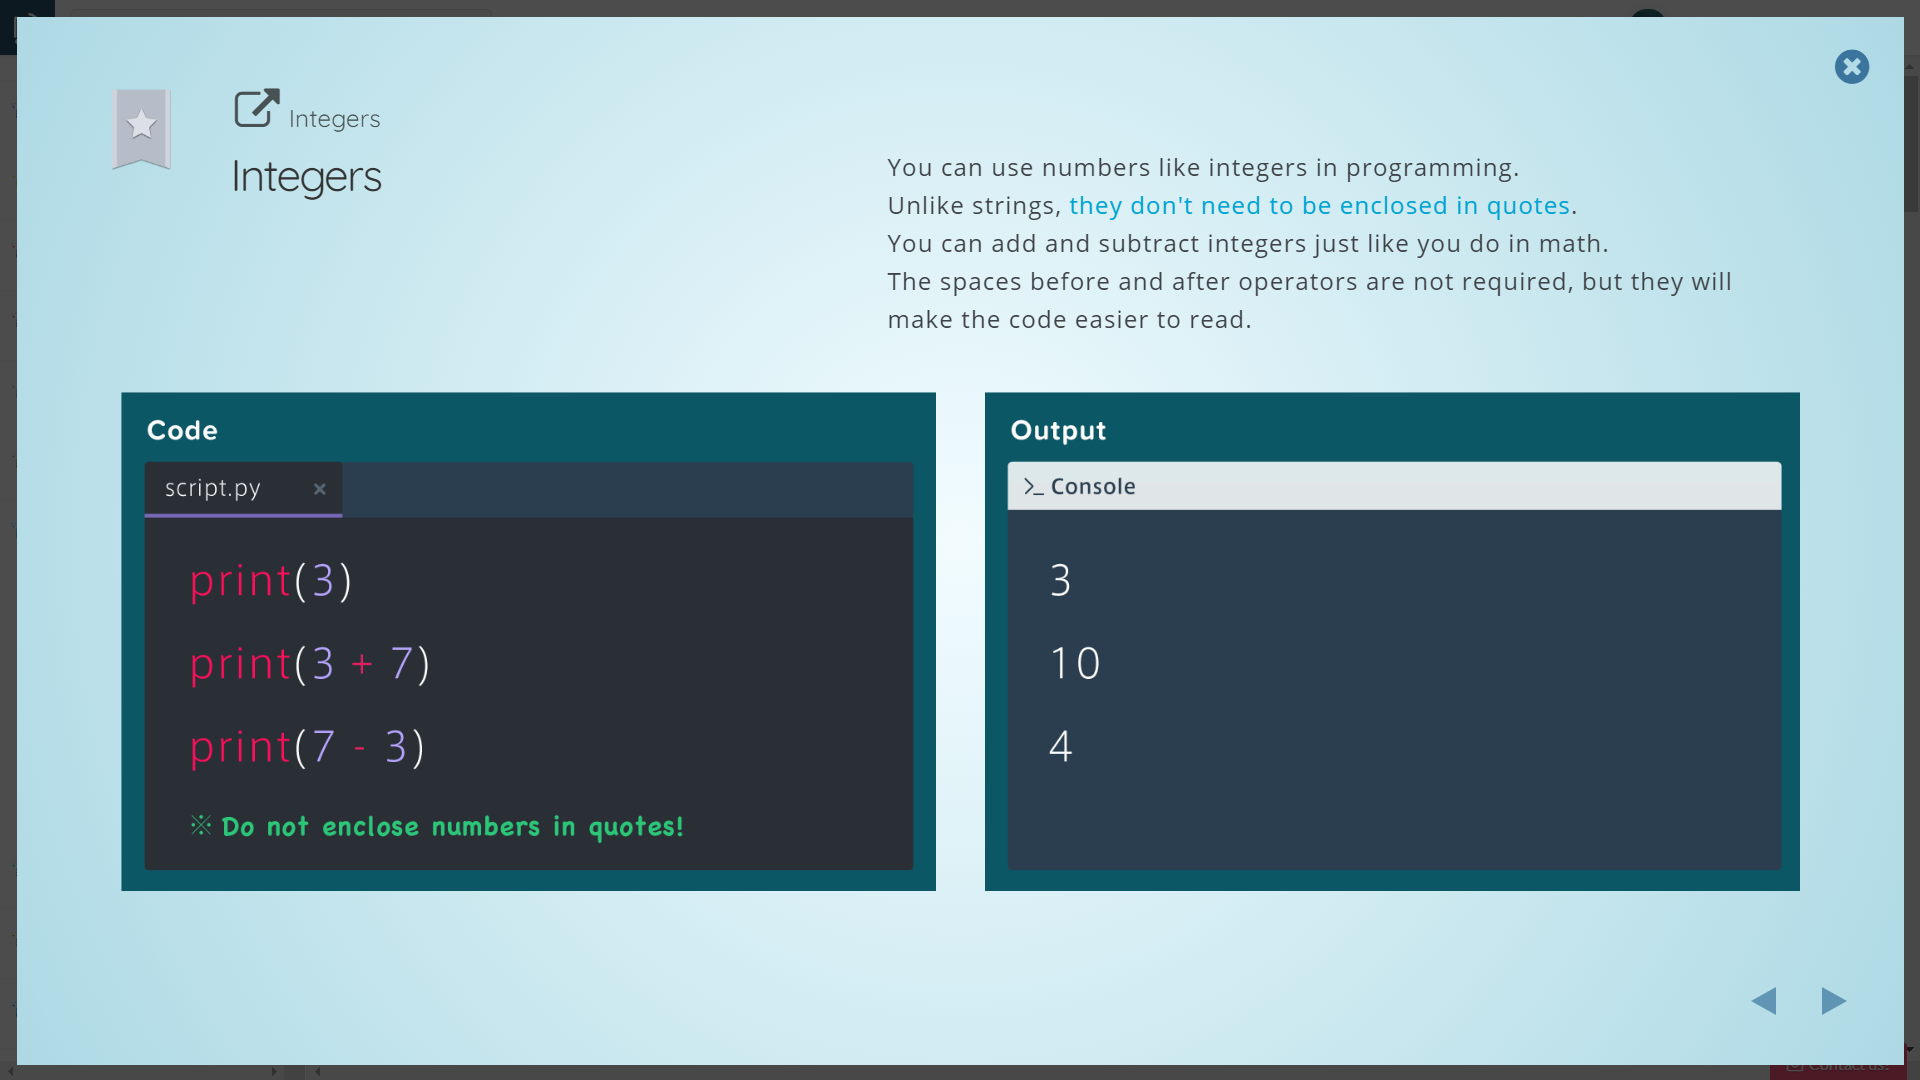 Integers
Integers
You can use numbers like integers in programming.
Unlike strings, they don't need to be enclosed in quotes.
You can add and subtract integers just like you do in math.
The spaces before and after operators are not required, but they will
make the code easier to read.
Code
script.py ×
print(3)
print(3 + 7)
print(7 - 3)
※ Do not enclose numbers in quotes!
Output
>_ Console
3
10
4
Contact us!